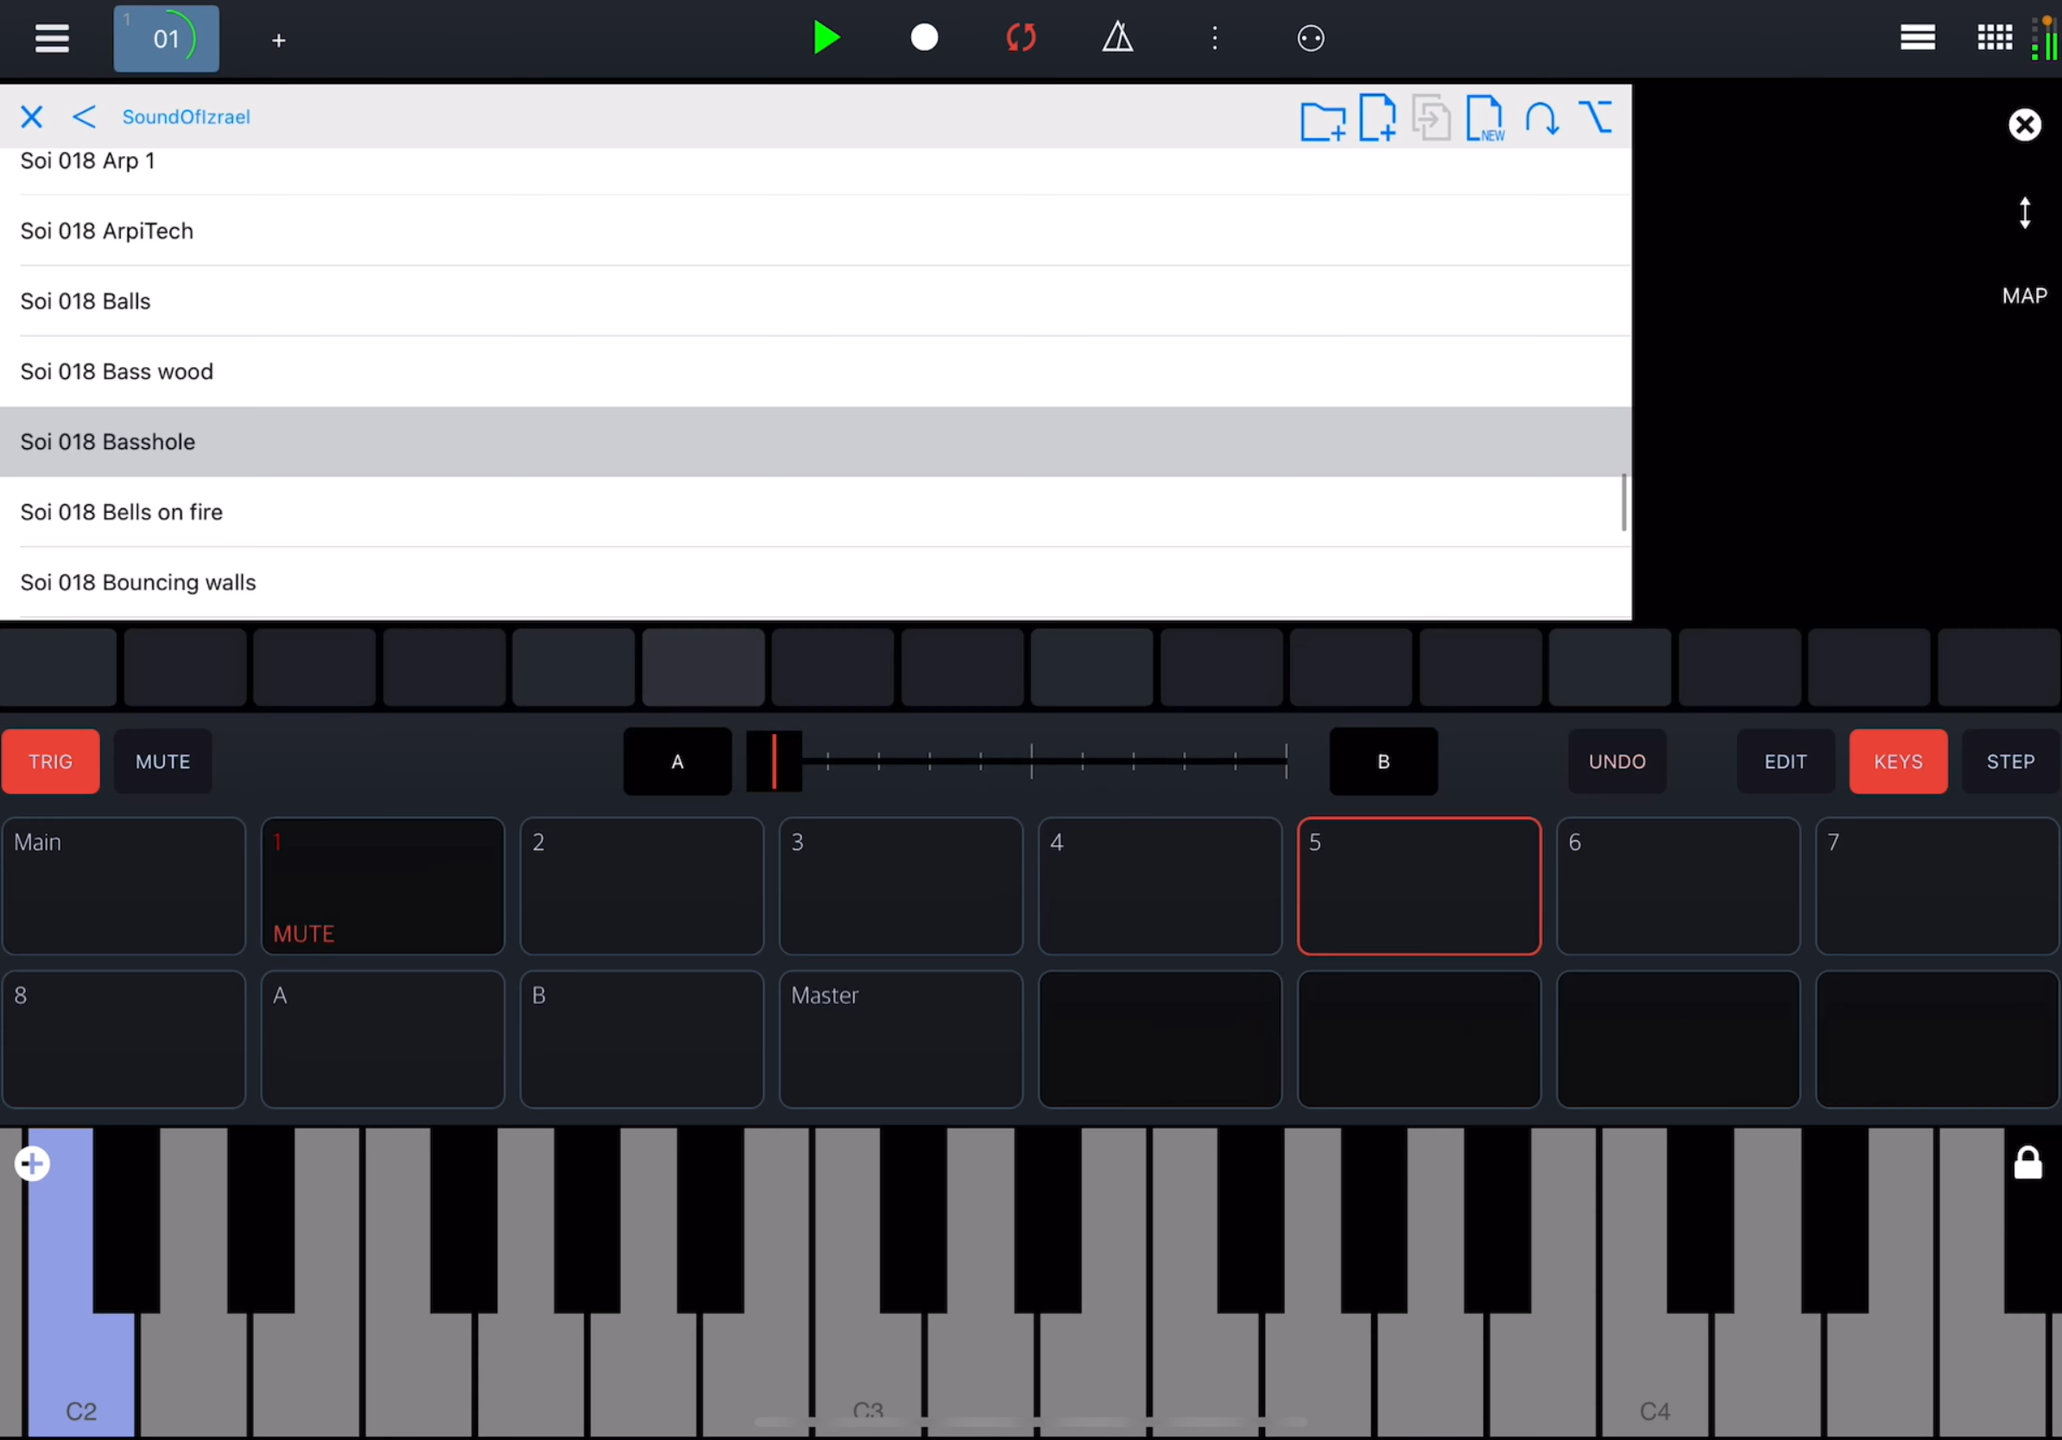 1
01
+
SoundOfIzrael
NEW
Soi 018 Arp 1
Soi 018 ArpiTech
MAP
Soi 018 Balls
Soi 018 Bass wood
Soi 018 Basshole
Soi 018 Bells on fire
Soi 018 Bouncing walls
TRIG
MUTE
A
B
UNDO
EDIT
KEYS
STEP
Main
1
MUTE
2
3
4
5
6
7
8
A
B
Master
C2
C3
C4